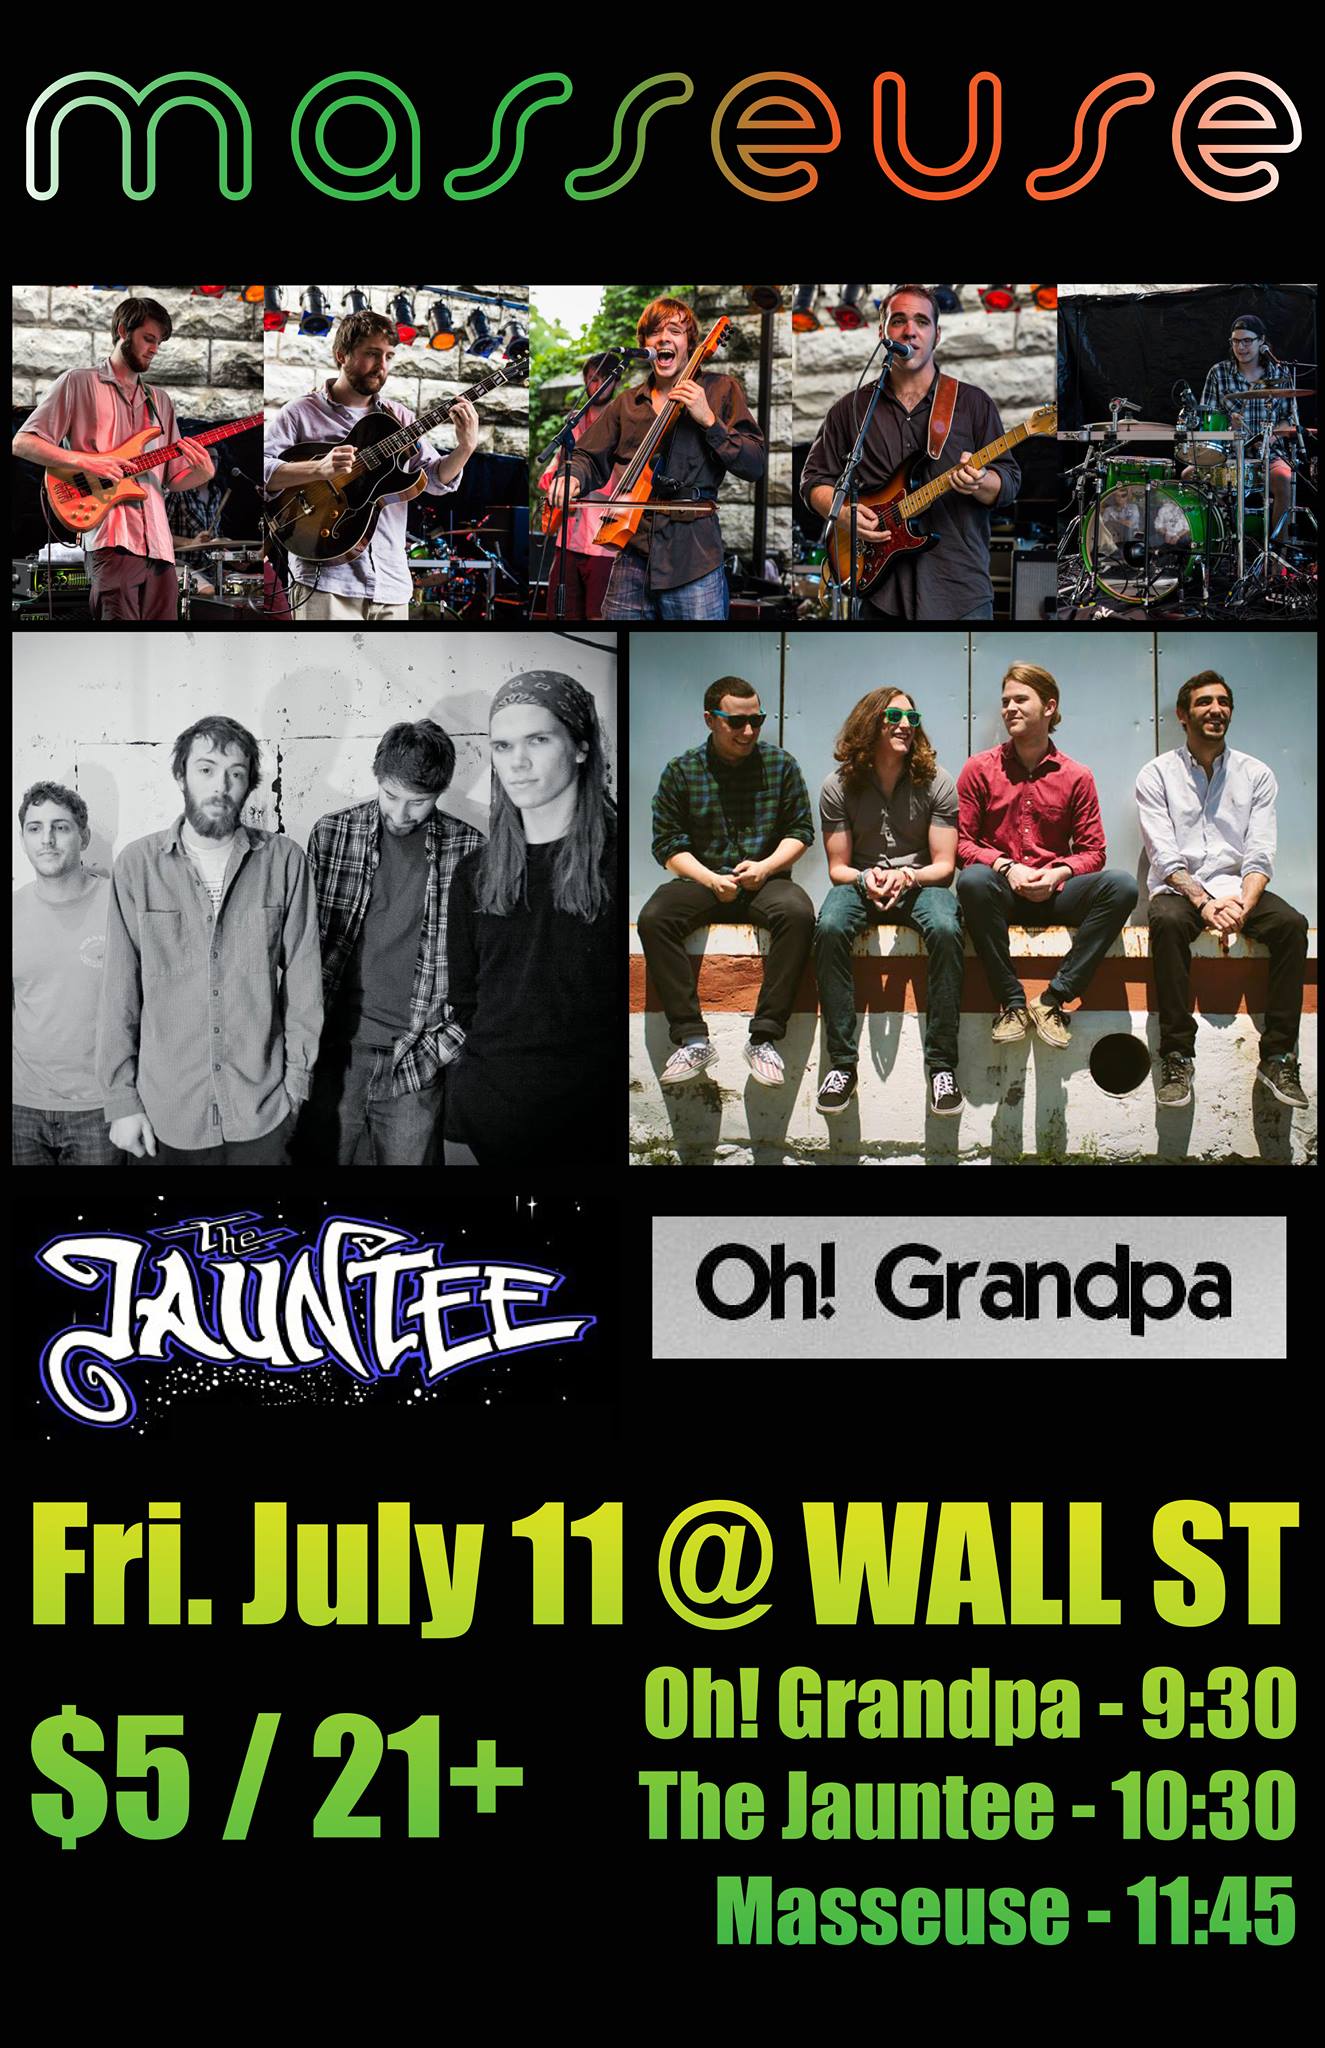 masseuse
The
JAUNTEE
Oh! Grandpa
Fri. July 11 @ WALL ST
$5 / 21+
Oh! Grandpa - 9:30
The Jauntee - 10:30
Masseuse - 11:45